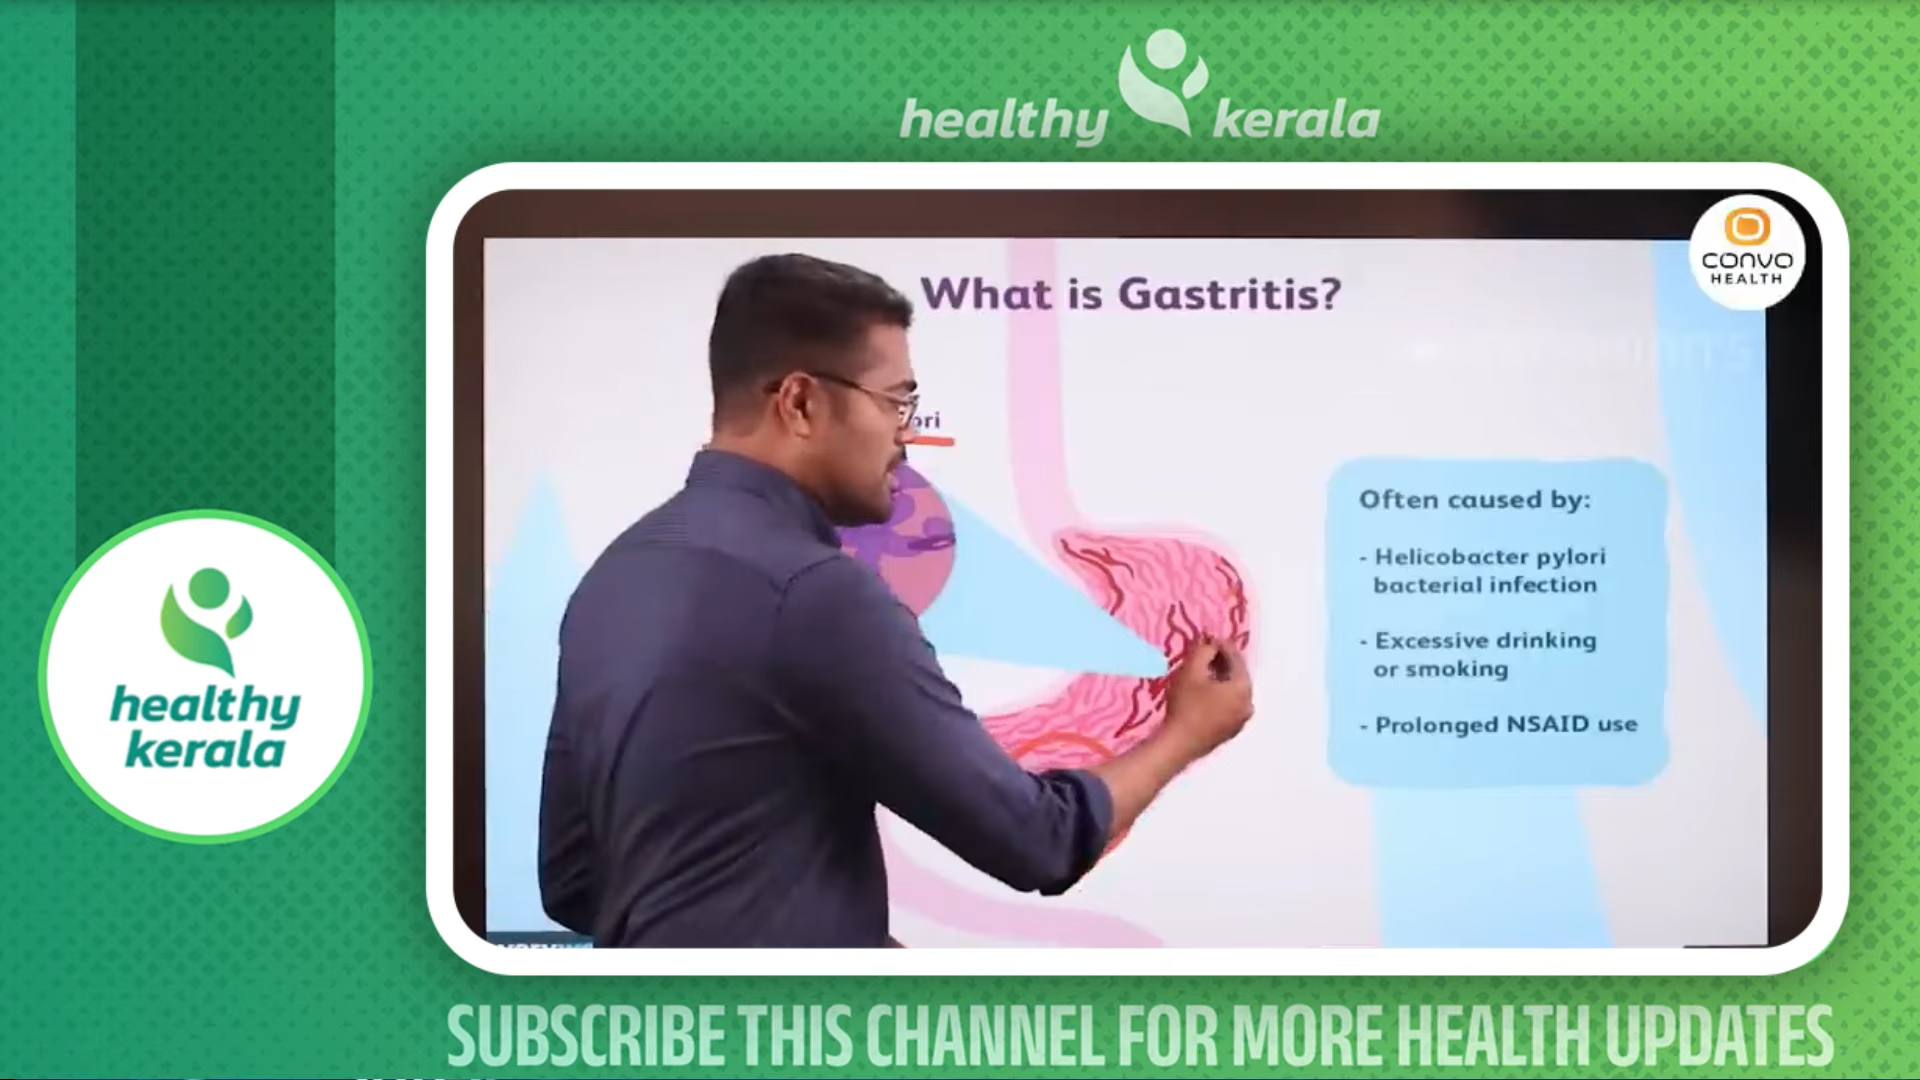 healthy kerala
CONVO
HEALTH
What is Gastritis?
Often caused by:
- Helicobacter pylori
bacterial infection
- Excessive drinking
or smoking
- Prolonged NSAID use
healthy
kerala
SUBSCRIBE THIS CHANNEL FOR MORE HEALTH UPDATES